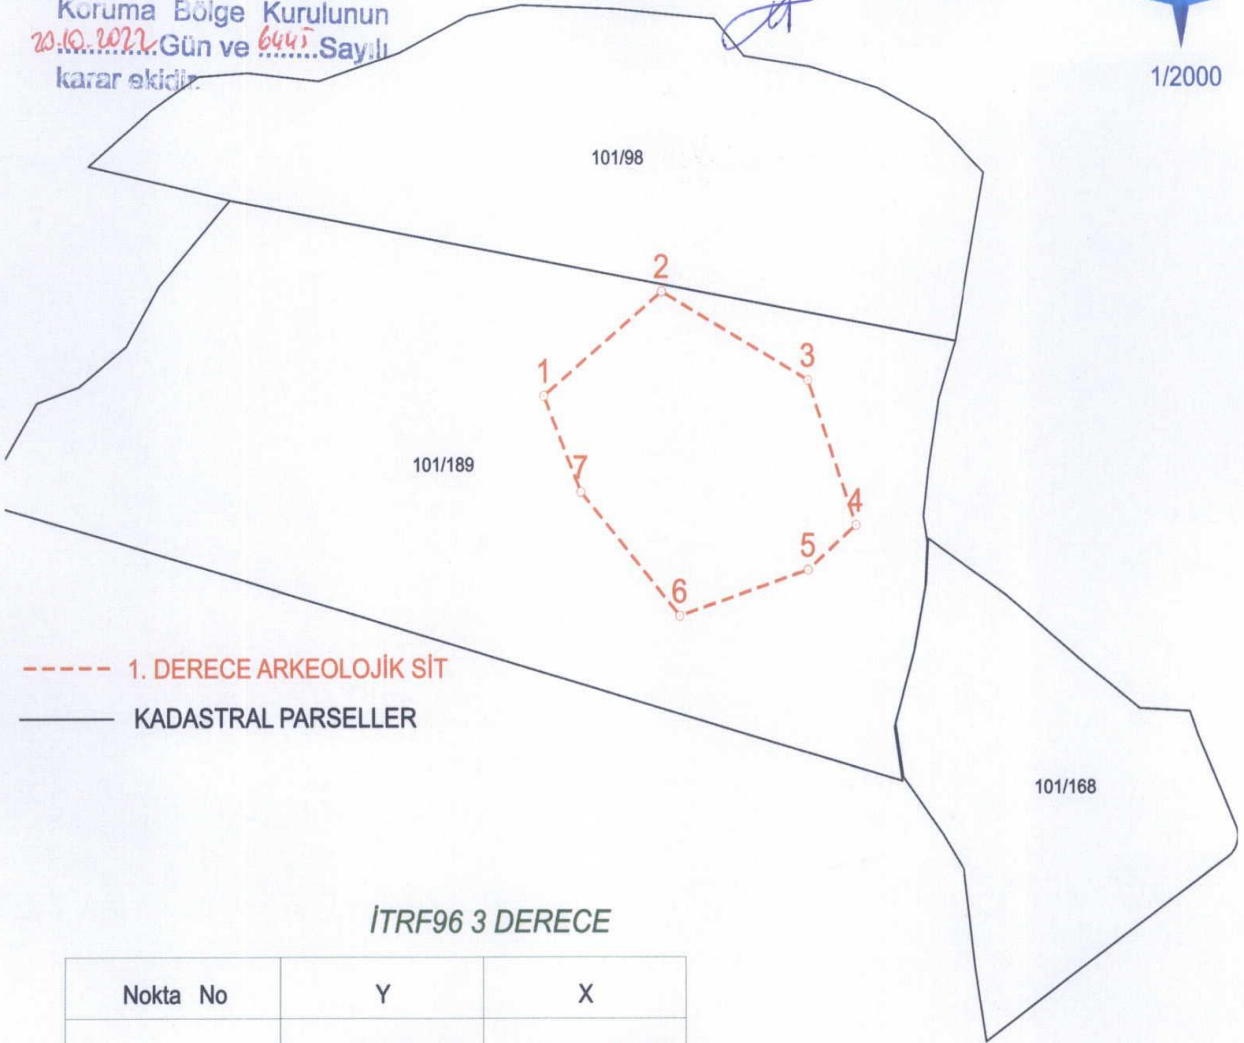 Koruma Bölge Kurulunun
20.10.2022 Gün ve 6445 Sayılı
karar ekidir.
1/2000
101/98
2
3
1
101/189
7
4
5
6
1. DERECE ARKEOLOJİK SİT
KADASTRAL PARSELLER
101/168
İTRF96 3 DERECE
Nokta No Y X